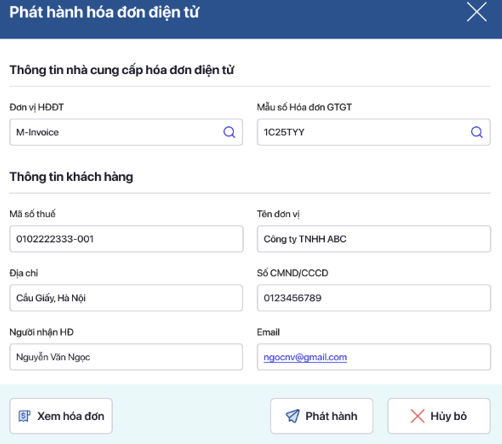 Phát hành hóa đơn điện tử
Thông tin nhà cung cấp hóa đơn điện tử
Đơn vị HĐĐT
Mẫu số Hóa đơn GTGT
M-Invoice
1C25TYY
Thông tin khách hàng
Mã số thuế
Tên đơn vị
0102222333-001
Công ty TNHH ABC
Địa chỉ
Số CMND/CCCD
Cầu Giấy, Hà Nội
0123456789
Người nhận HĐ
Email
Nguyễn Văn Ngọc
ngocnv@gmail.com
Xem hóa đơn
Phát hành
Hủy bỏ